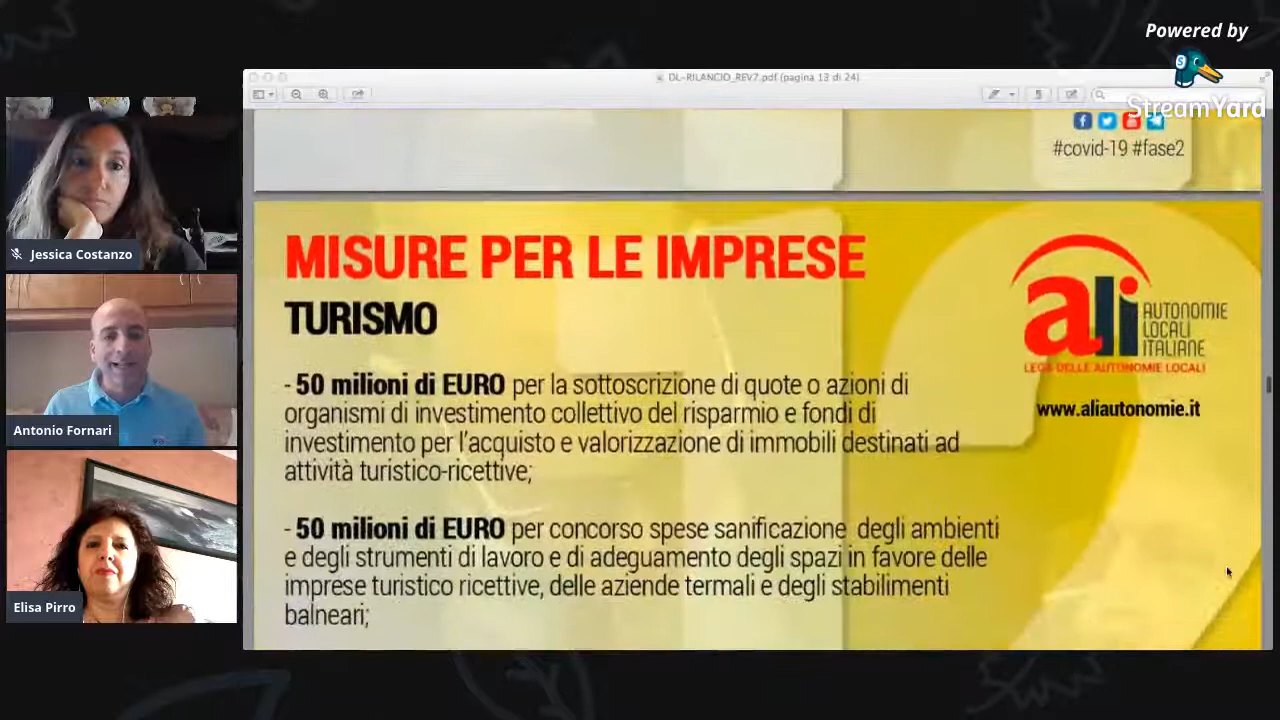 Powered by
StreamYard
DL-RILANCIO_REV7.pdf (pagina 13 di 24)
#covid-19 #fase2
MISURE PER LE IMPRESE
TURISMO
- 50 milioni di EURO per la sottoscrizione di quote o azioni di
organismi di investimento collettivo del risparmio e fondi di
investimento per l'acquisto e valorizzazione di immobili destinati ad
attività turistico-ricettive;
- 50 milioni di EURO per concorso spese sanificazione degli ambienti
e degli strumenti di lavoro e di adeguamento degli spazi in favore delle
imprese turistico ricettive, delle aziende termali e degli stabilimenti
balneari;
ali AUTONOMIE
LOCALI
ITALIANE
LEGA DELLE AUTONOMIE LOCALI
www.aliautonomie.it
Jessica Costanzo
Antonio Fornari
Elisa Pirro